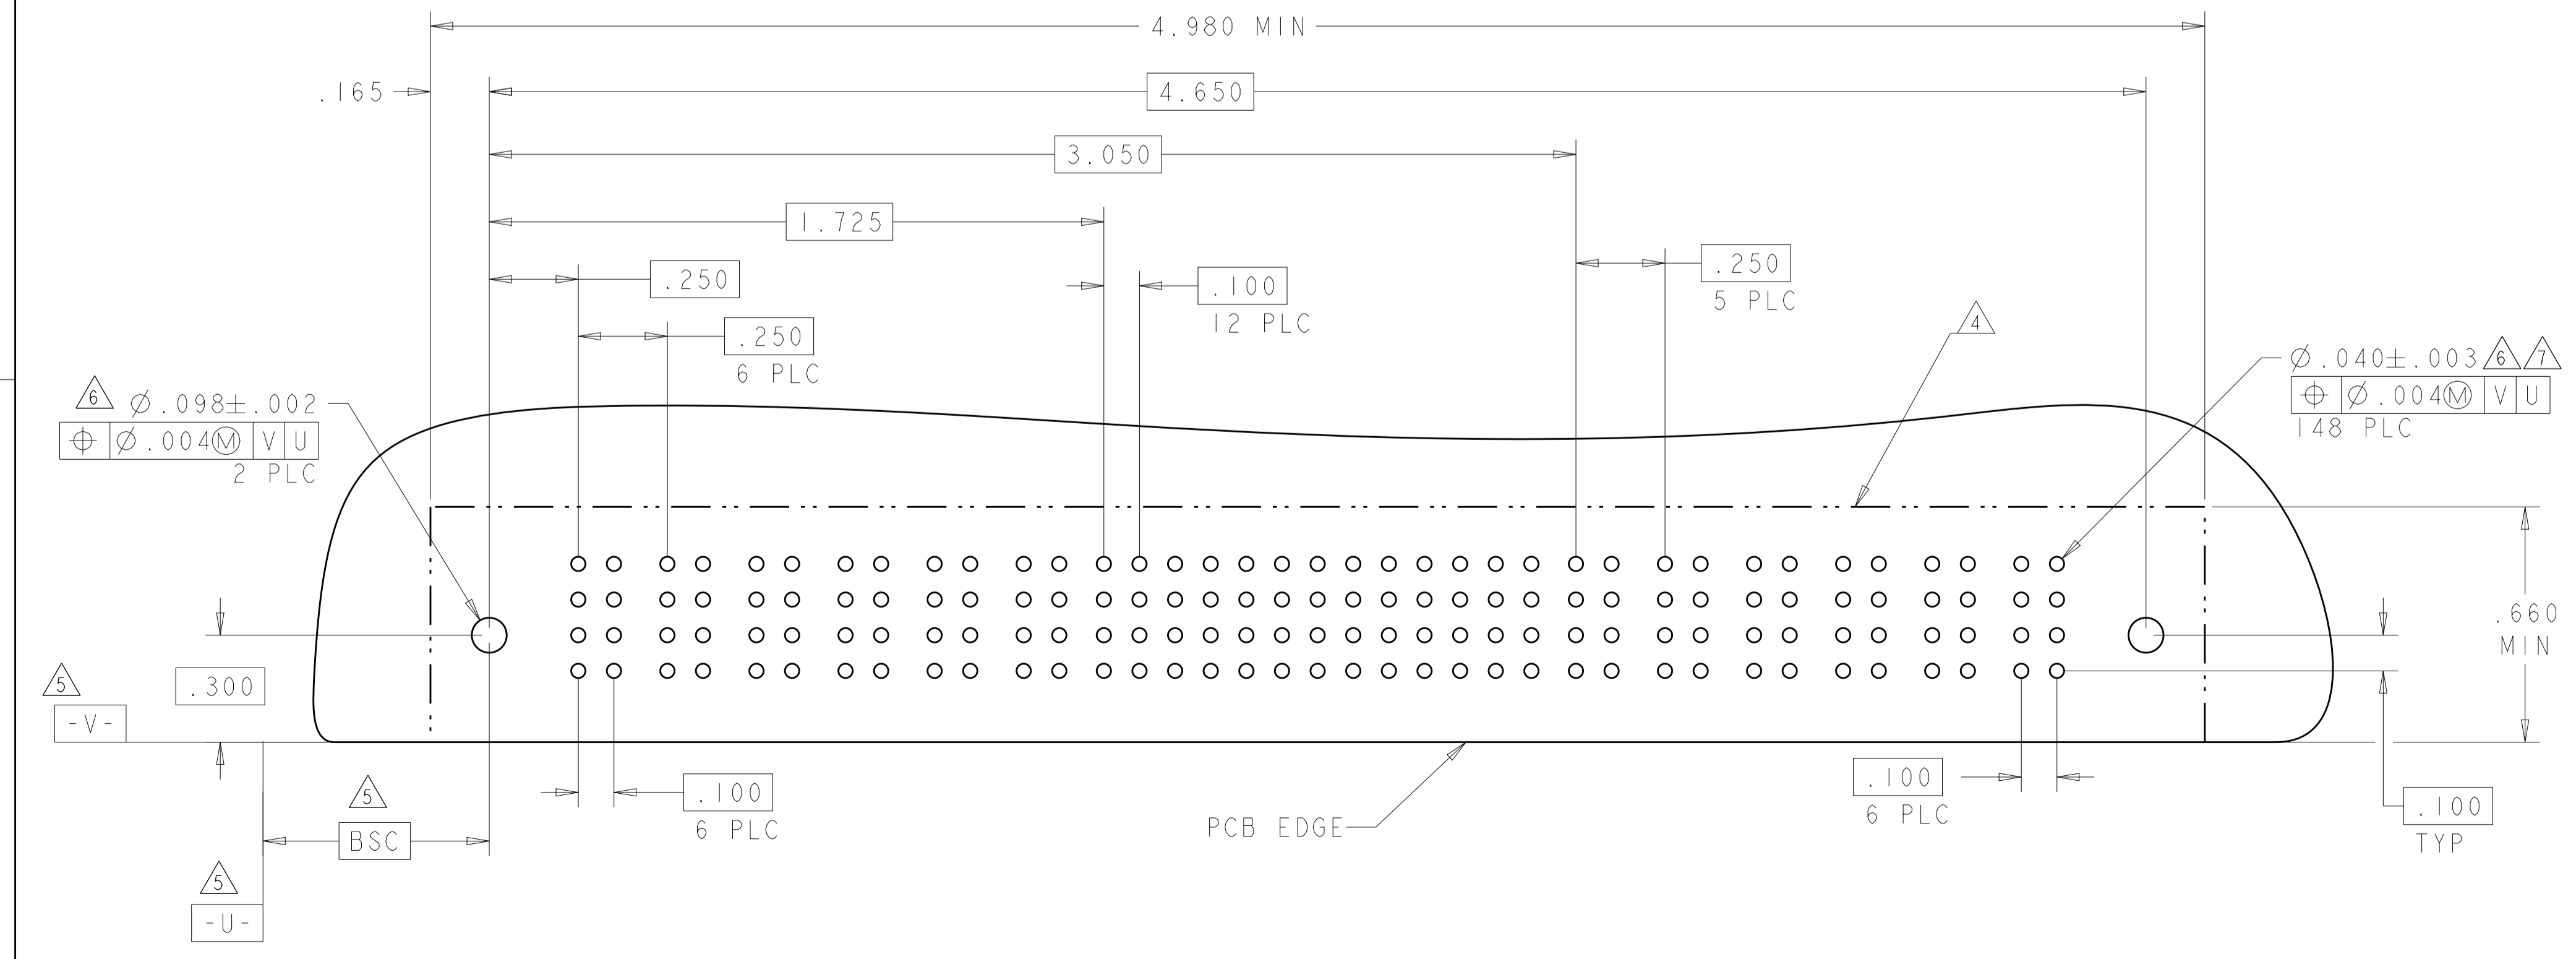 4.980 MIN
.165
4.650
3.050
1.725
.250
.250
6 PLC
.100
12 PLC
.250
5 PLC
4
6 Ø.098±.002
⌖ Ø.004Ⓜ V U
2 PLC
Ø.040±.003 6 7
⌖ Ø.004Ⓜ V U
148 PLC
.660
MIN
.300
5
-V-
5
BSC
5
-U-
.100
6 PLC
PCB EDGE
.100
6 PLC
.100
TYP